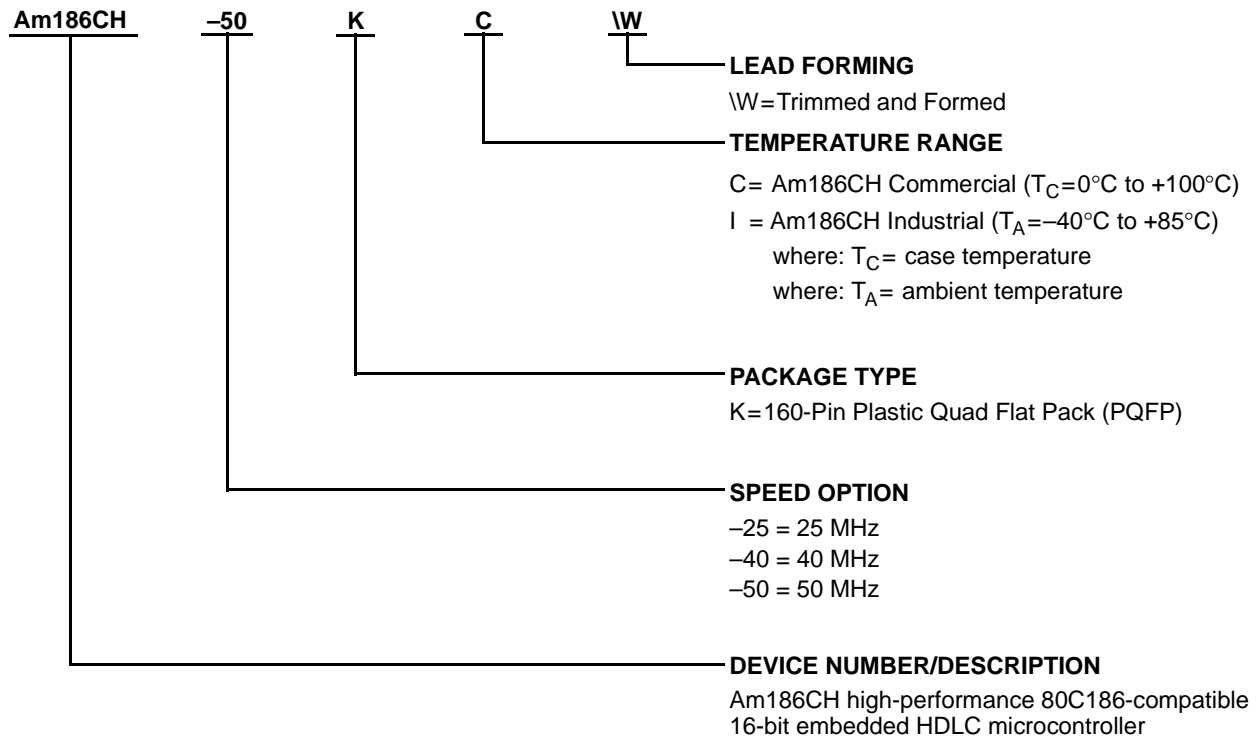 Am186CH –50 K C \W
LEAD FORMING
\W=Trimmed and Formed
TEMPERATURE RANGE
C= Am186CH Commercial (TC=0°C to +100°C)
I = Am186CH Industrial (TA=–40°C to +85°C)
where: TC= case temperature
where: TA= ambient temperature
PACKAGE TYPE
K=160-Pin Plastic Quad Flat Pack (PQFP)
SPEED OPTION
–25 = 25 MHz
–40 = 40 MHz
–50 = 50 MHz
DEVICE NUMBER/DESCRIPTION
Am186CH high-performance 80C186-compatible
16-bit embedded HDLC microcontroller